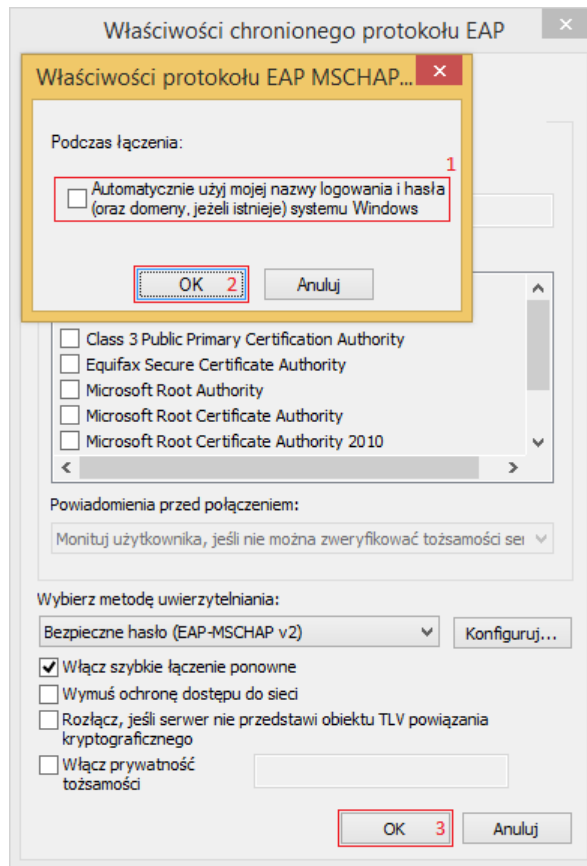 Właściwości chronionego protokołu EAP
Właściwości protokołu EAP MSCHAP...
Podczas łączenia:
1
Automatycznie użyj mojej nazwy logowania i hasła
(oraz domeny, jeżeli istnieje) systemu Windows
OK 2 Anuluj
Class 3 Public Primary Certification Authority
Equifax Secure Certificate Authority
Microsoft Root Authority
Microsoft Root Certificate Authority
Microsoft Root Certificate Authority 2010
Powiadomienia przed połączeniem:
Monituj użytkownika, jeśli nie można zweryfikować tożsamości ser
Wybierz metodę uwierzytelniania:
Bezpieczne hasło (EAP-MSCHAP v2) Konfiguruj...
Włącz szybkie łączenie ponowne
Wymuś ochronę dostępu do sieci
Rozłącz, jeśli serwer nie przedstawi obiektu TLV powiązania
kryptograficznego
Włącz prywatność
tożsamości
OK 3 Anuluj